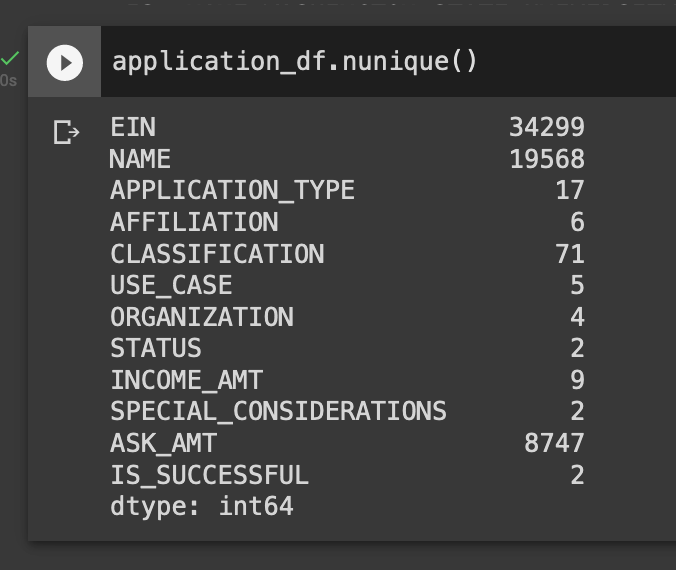 application_df.nunique()
0s
EIN 34299
NAME 19568
APPLICATION_TYPE 17
AFFILIATION 6
CLASSIFICATION 71
USE_CASE 5
ORGANIZATION 4
STATUS 2
INCOME_AMT 9
SPECIAL_CONSIDERATIONS 2
ASK_AMT 8747
IS_SUCCESSFUL 2
dtype: int64